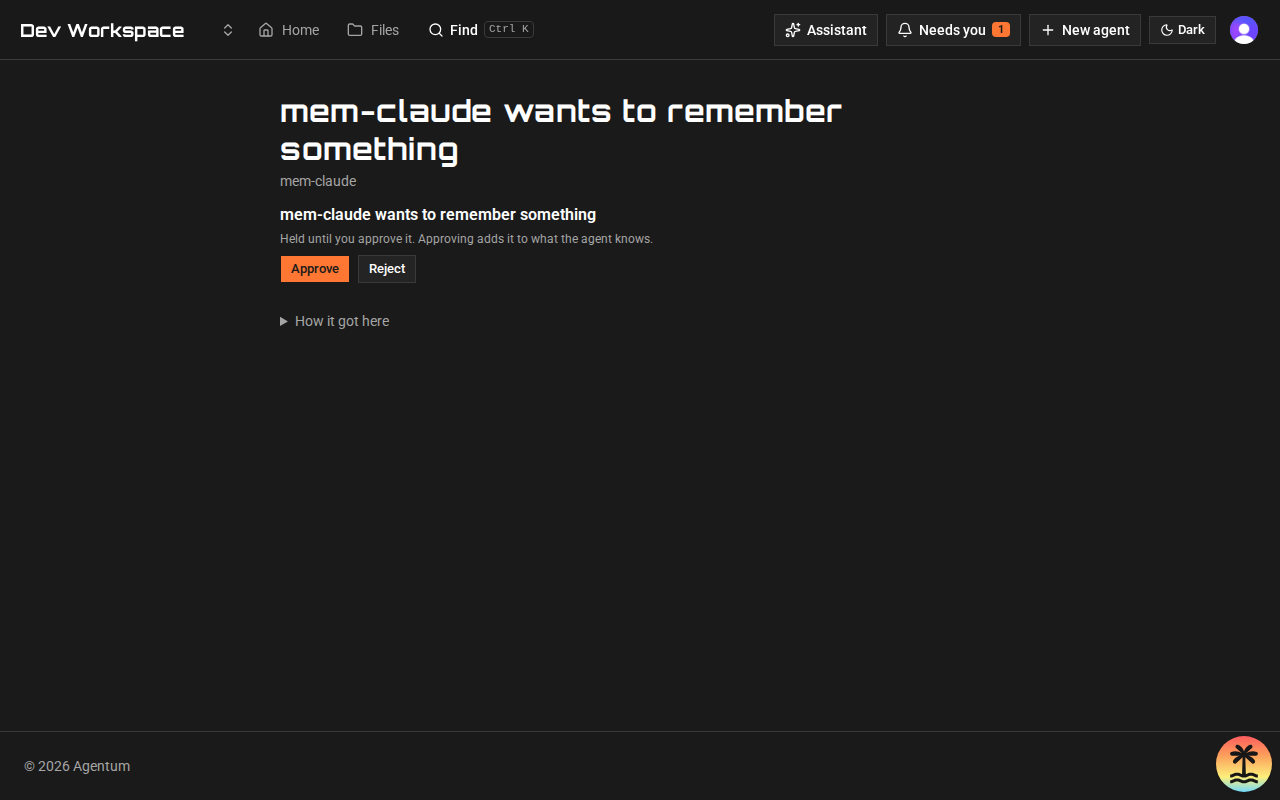 Dev Workspace
Home
Files
Find
Ctrl K
Assistant
Needs you 1
New agent
Dark
mem-claude wants to remember
something
mem-claude
mem-claude wants to remember something
Held until you approve it. Approving adds it to what the agent knows.
Approve
Reject
How it got here
© 2026 Agentum